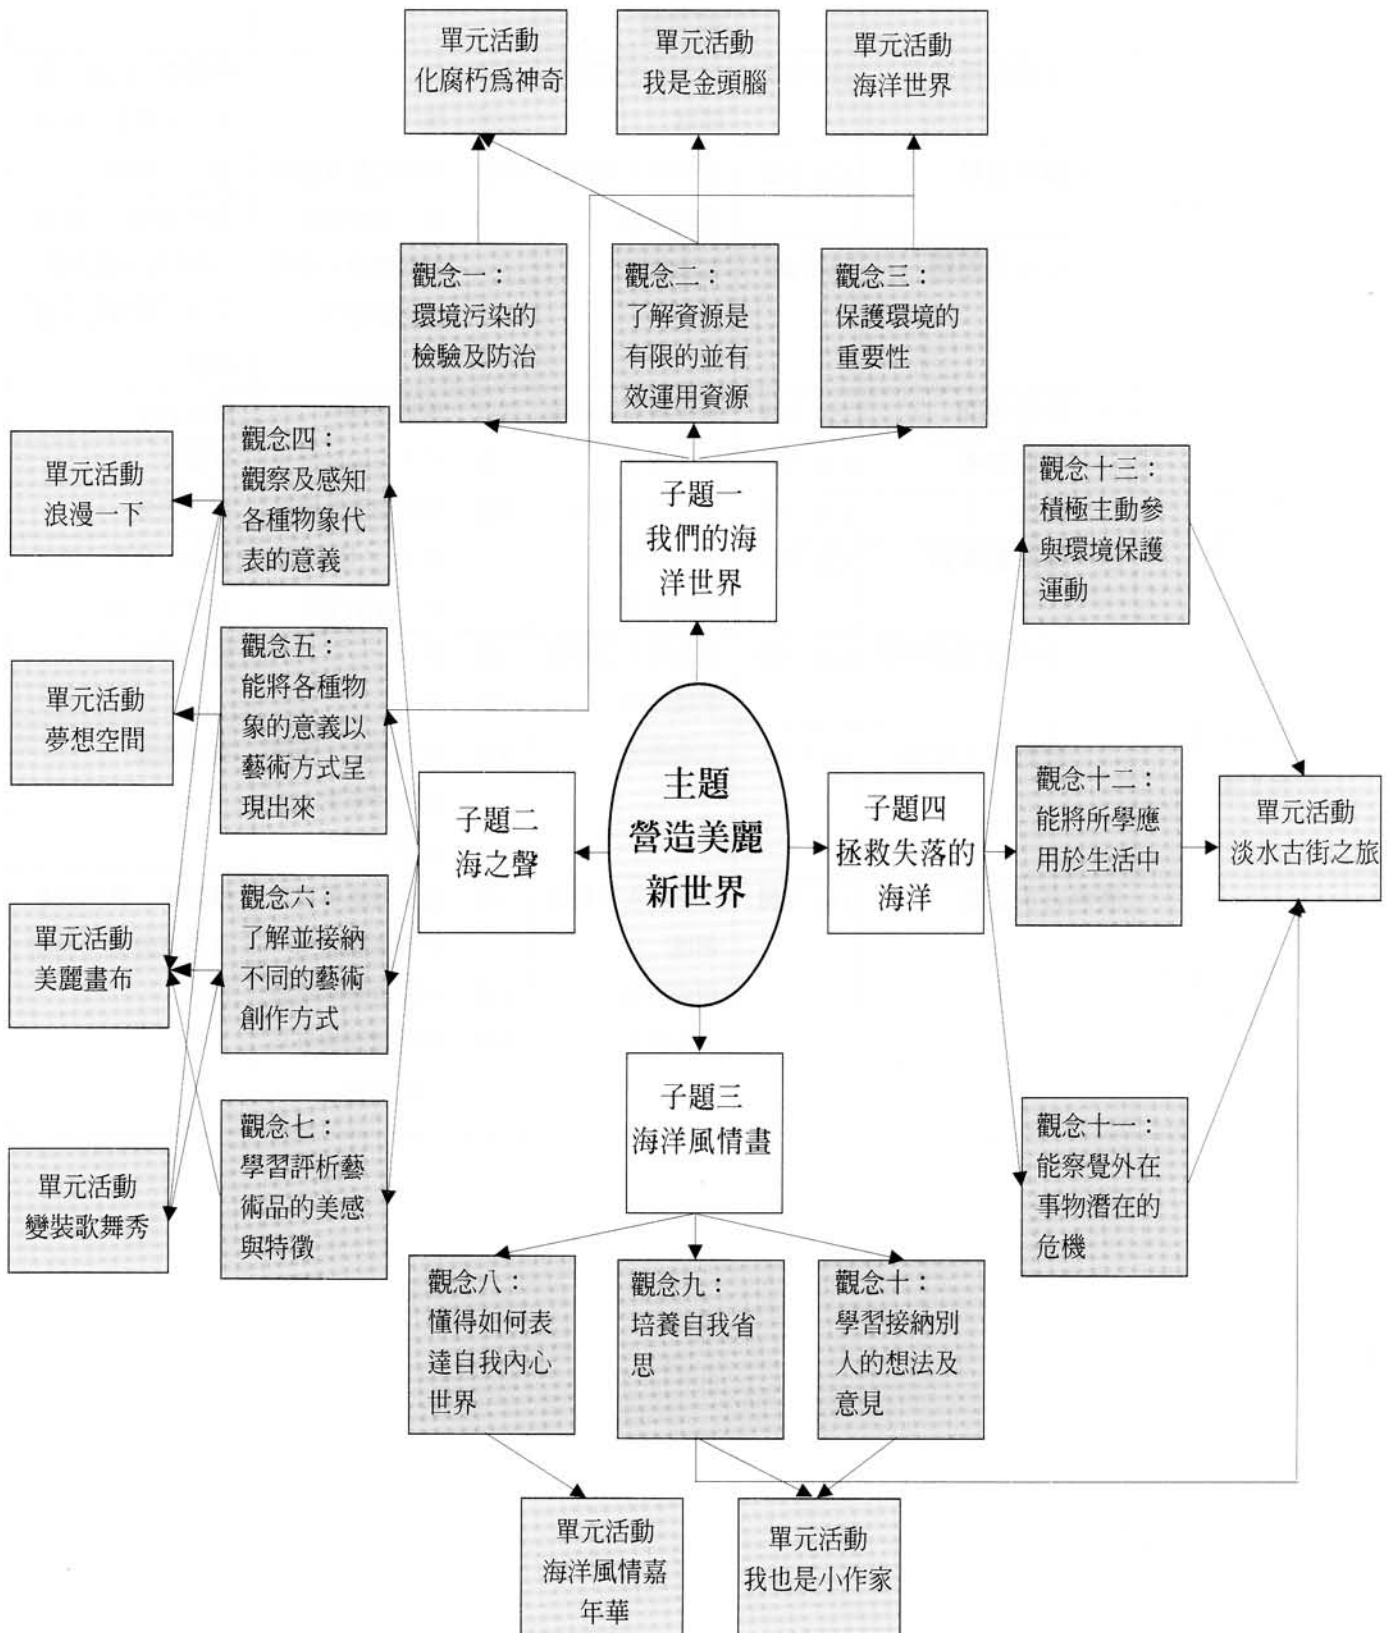 單元活動
化腐朽爲神奇
單元活動
我是金頭腦
單元活動
海洋世界
觀念一：
環境污染的
檢驗及防治
觀念二：
了解資源是
有限的並有
效運用資源
觀念三：
保護環境的
重要性
單元活動
浪漫一下
觀念四：
觀察及感知
各種物象代
表的意義
子題一
我們的海
洋世界
觀念十三：
積極主動參
與環境保護
運動
單元活動
夢想空間
觀念五：
能將各種物
象的意義以
藝術方式呈
現出來
子題二
海之聲
主題
營造美麗
新世界
子題四
拯救失落的
海洋
觀念十二：
能將所學應
用於生活中
單元活動
淡水古街之旅
單元活動
美麗畫布
觀念六：
了解並接納
不同的藝術
創作方式
單元活動
變裝歌舞秀
觀念七：
學習評析藝
術品的美感
與特徵
子題三
海洋風情畫
觀念十一：
能察覺外在
事物潛在的
危機
觀念八：
懂得如何表
達自我內心
世界
觀念九：
培養自我省
思
觀念十：
學習接納別
人的想法及
意見
單元活動
海洋風情嘉
年華
單元活動
我也是小作家